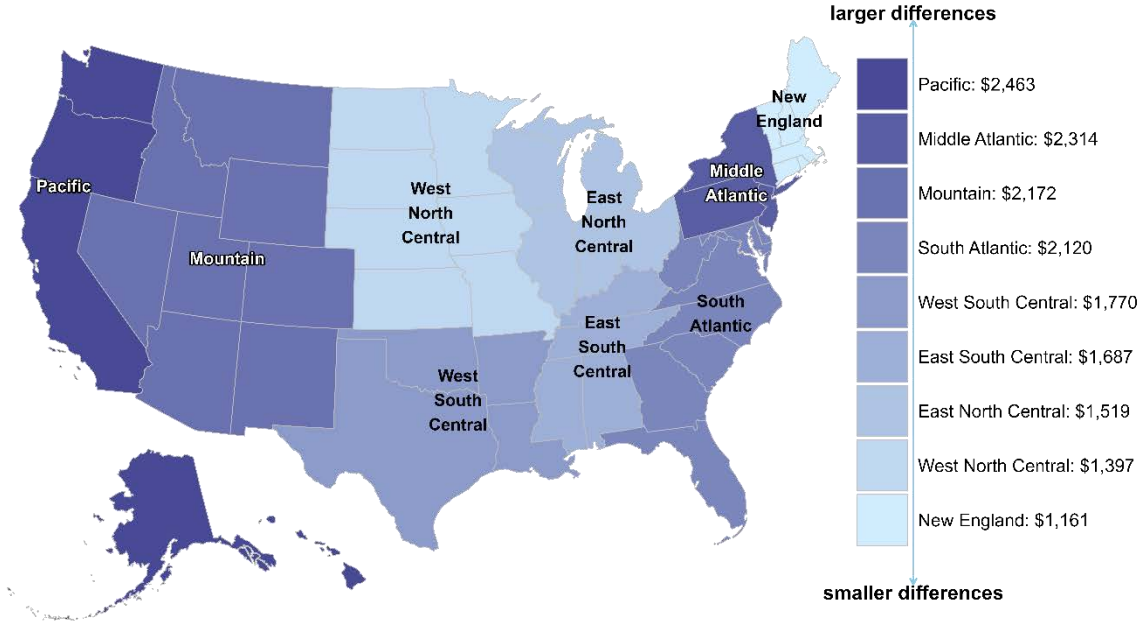 larger differences
Pacific: $2,463
Middle Atlantic: $2,314
Mountain: $2,172
South Atlantic: $2,120
West South Central: $1,770
East South Central: $1,687
East North Central: $1,519
West North Central: $1,397
New England: $1,161
smaller differences
Pacific
Mountain
West
North
Central
West
South
Central
East
North
Central
East
South
Central
South
Atlantic
Middle
Atlantic
New
England